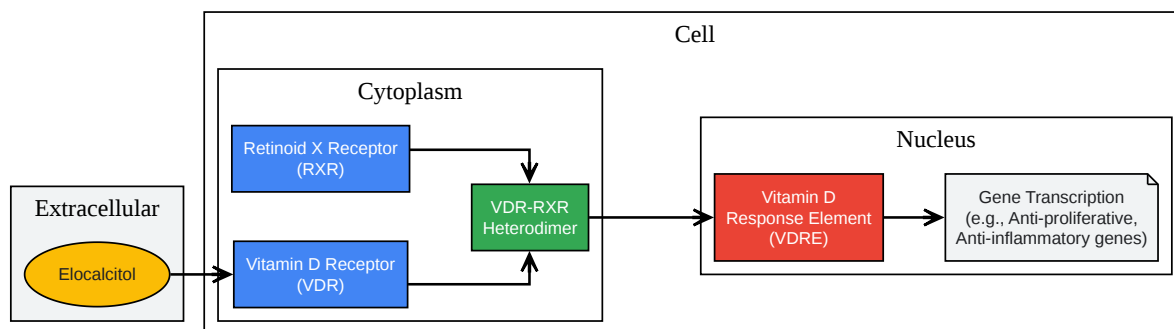 Cell
Cytoplasm
Retinoid X Receptor
(RXR)
VDR-RXR
Heterodimer
Vitamin D Receptor
(VDR)
Extracellular
Elocalcitol
Nucleus
Vitamin D
Response Element
(VDRE)
Gene Transcription
(e.g., Anti-proliferative,
Anti-inflammatory genes)